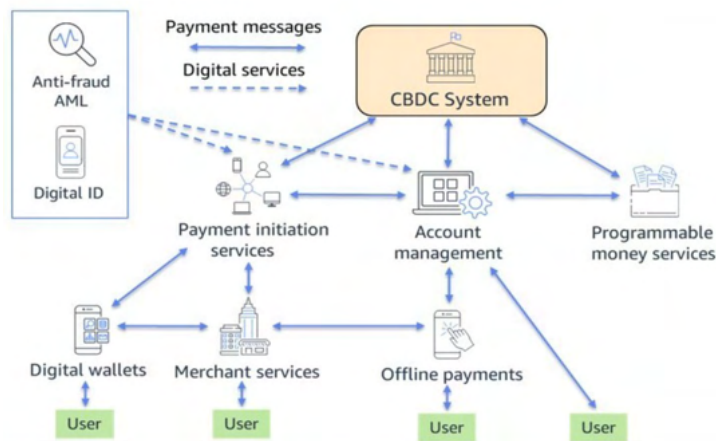 Payment messages
Digital services
Anti-fraud
AML
Digital ID
CBDC System
Payment initiation
services
Account
management
Programmable
money services
Digital wallets
Merchant services
Offline payments
User
User
User
User